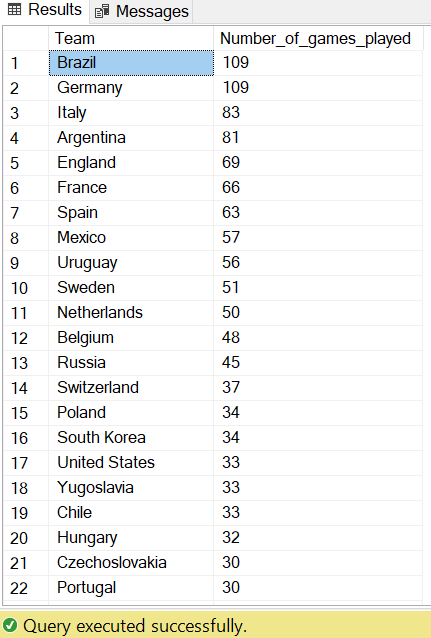 Results Messages
Team Number_of_games_played
1 Brazil 109
2 Germany 109
3 Italy 83
4 Argentina 81
5 England 69
6 France 66
7 Spain 63
8 Mexico 57
9 Uruguay 56
10 Sweden 51
11 Netherlands 50
12 Belgium 48
13 Russia 45
14 Switzerland 37
15 Poland 34
16 South Korea 34
17 United States 33
18 Yugoslavia 33
19 Chile 33
20 Hungary 32
21 Czechoslovakia 30
22 Portugal 30
Query executed successfully.